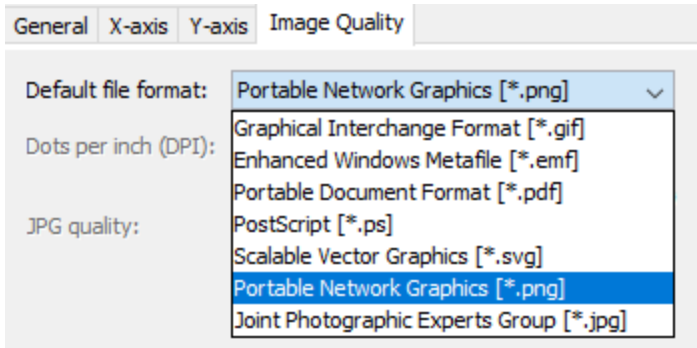 General X-axis Y-axis Image Quality
Default file format: Portable Network Graphics [*.png]
Graphical Interchange Format [*.gif]
Dots per inch (DPI):
Enhanced Windows Metafile [*.emf]
Portable Document Format [*.pdf]
JPG quality:
PostScript [*.ps]
Scalable Vector Graphics [*.svg]
Portable Network Graphics [*.png]
Joint Photographic Experts Group [*.jpg]